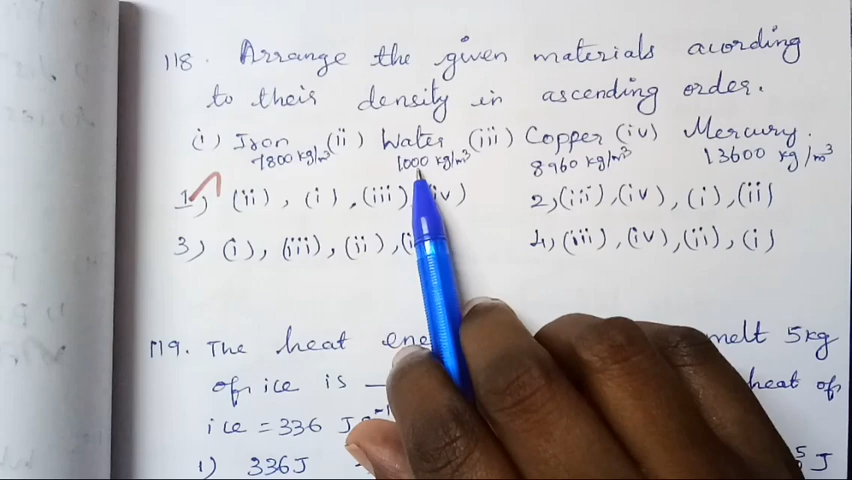 118. Arrange the given materials acording
to their density in ascending order.
(i) Iron (ii) Water (iii) Copper (iv) Mercury.
7800 kg/m³ 1000 kg/m³ 8960 kg/m³ 13600 kg/m³
1) (ii), (i), (iii) (iv) 2) (iii), (iv), (i), (ii)
3) (i), (iii), (ii), 4) (iii), (iv), (ii), (i)
119. The heat melt 5kg
of ice is heat of
ice = 336
1) 336J